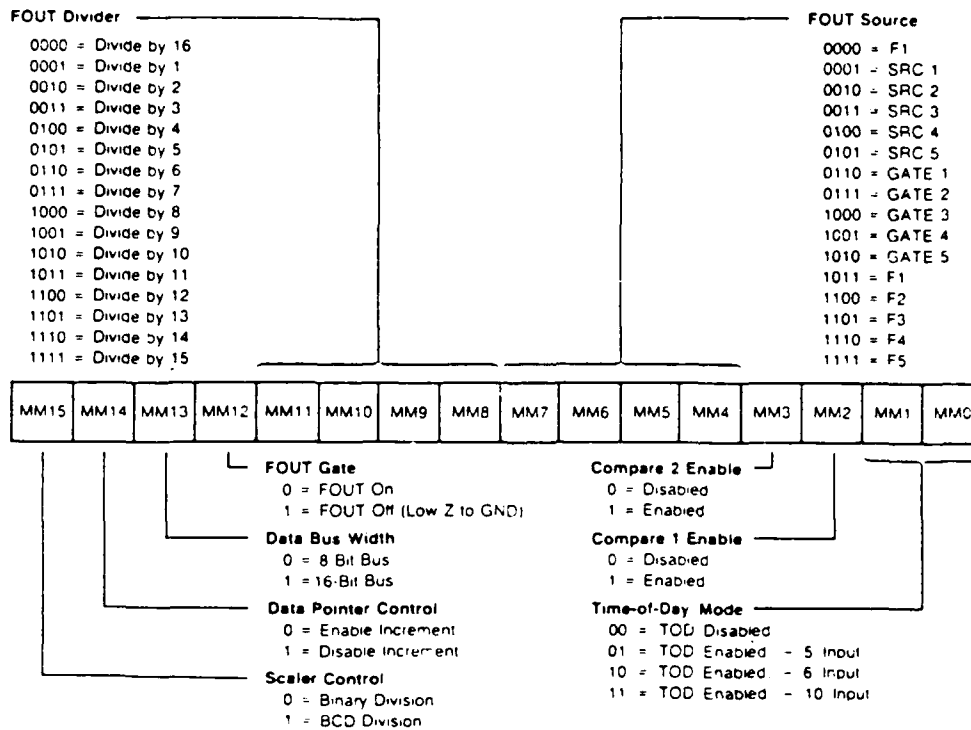 FOUT Divider
0000 = Divide by 16
0001 = Divide by 1
0010 = Divide by 2
0011 = Divide by 3
0100 = Divide by 4
0101 = Divide by 5
0110 = Divide by 6
0111 = Divide by 7
1000 = Divide by 8
1001 = Divide by 9
1010 = Divide by 10
1011 = Divide by 11
1100 = Divide by 12
1101 = Divide by 13
1110 = Divide by 14
1111 = Divide by 15
FOUT Source
0000 = F1
0001 = SRC 1
0010 = SRC 2
0011 = SRC 3
0100 = SRC 4
0101 = SRC 5
0110 = GATE 1
0111 = GATE 2
1000 = GATE 3
1001 = GATE 4
1010 = GATE 5
1011 = F1
1100 = F2
1101 = F3
1110 = F4
1111 = F5
MM15 MM14 MM13 MM12 MM11 MM10 MM9 MM8 MM7 MM6 MM5 MM4 MM3 MM2 MM1 MM0
FOUT Gate
0 = FOUT On
1 = FOUT Off (Low Z to GND)
Data Bus Width
0 = 8 Bit Bus
1 = 16-Bit Bus
Data Pointer Control
0 = Enable Increment
1 = Disable Increment
Scaler Control
0 = Binary Division
1 = BCD Division
Compare 2 Enable
0 = Disabled
1 = Enabled
Compare 1 Enable
0 = Disabled
1 = Enabled
Time-of-Day Mode
00 = TOD Disabled
01 = TOD Enabled - 5 Input
10 = TOD Enabled - 6 Input
11 = TOD Enabled - 10 Input